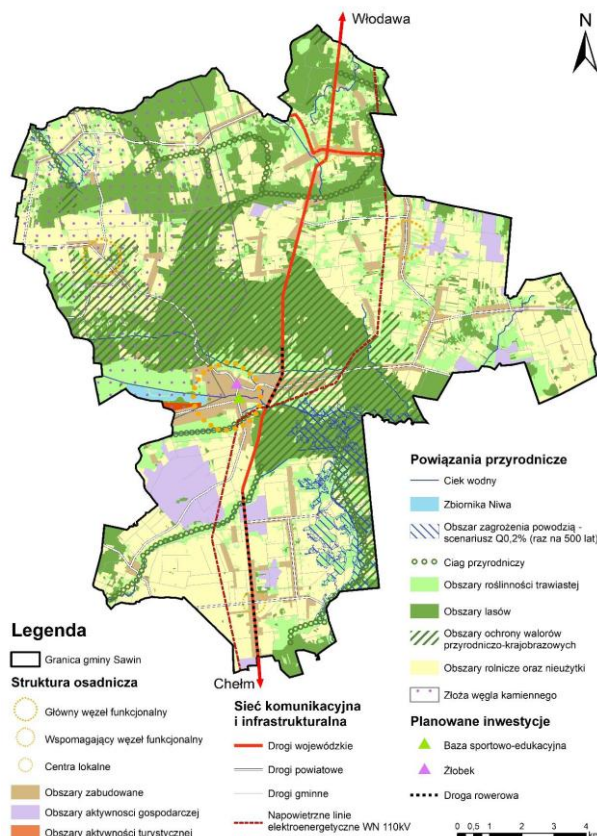 Włodawa
N
Chełm
Legenda
Granica gminy Sawin
Struktura osadnicza
Główny węzeł funkcjonalny
Wspomagający węzeł funkcjonalny
Centra lokalne
Obszary zabudowane
Obszary aktywnosci gospodarczej
Obszary aktywności turystycznej
Sieć komunikacyjna
i infrastrukturalna
Drogi wojewódzkie
Drogi powiatowe
Drogi gminne
Napowietrzne linie
elektroenergetyczne WN 110kV
Powiązania przyrodnicze
Ciek wodny
Zbiornika Niwa
Obszar zagrożenia powodzią -
scenariusz Q0,2% (raz na 500 lat)
Ciąg przyrodniczy
Obszary roślinności trawiastej
Obszary lasów
Obszary ochrony walorów
przyrodniczo-krajobrazowych
Obszary rolnicze oraz nieużytki
Złoża węgla kamiennego
Planowane inwestycje
Baza sportowo-edukacyjna
Żłobek
Droga rowerowa
0 0,5 1 2 3 4
km